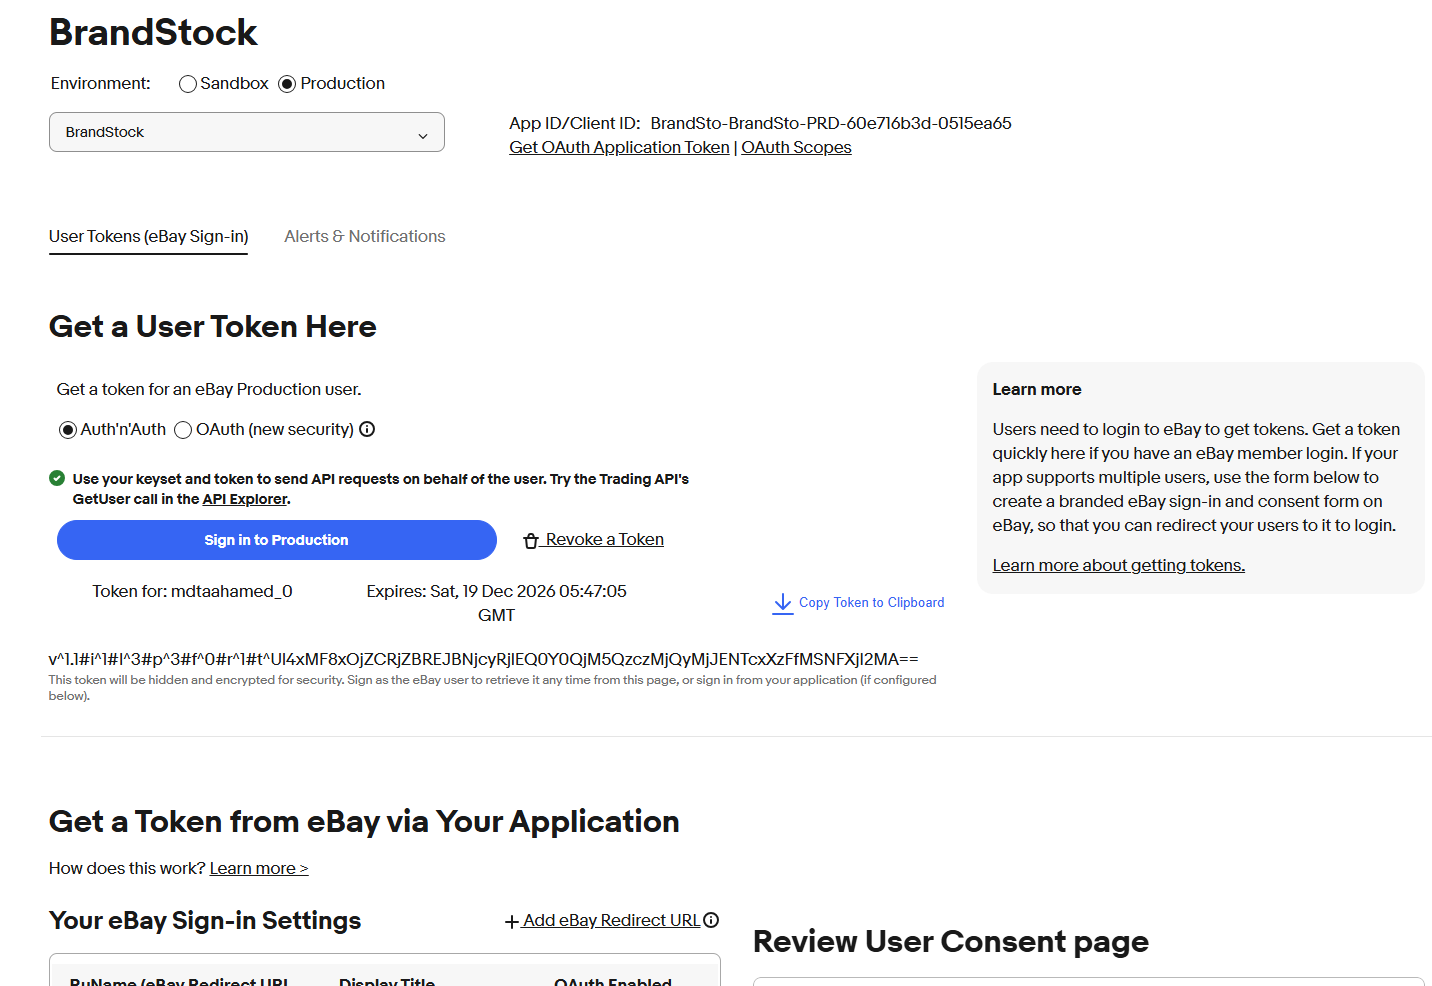 BrandStock
Environment: Sandbox Production
BrandStock
App ID/Client ID: BrandSto-BrandSto-PRD-60e716b3d-0515ea65
Get OAuth Application Token | OAuth Scopes
User Tokens (eBay Sign-in) Alerts & Notifications
Get a User Token Here
Get a token for an eBay Production user.
Auth'n'Auth OAuth (new security)
Use your keyset and token to send API requests on behalf of the user. Try the Trading API's
GetUser call in the API Explorer.
Sign in to Production Revoke a Token
Token for: mdtaahamed_0 Expires: Sat, 19 Dec 2026 05:47:05
GMT
Copy Token to Clipboard
v^1.1#i^1#I^3#p^3#f^0#r^1#t^Ul4xMF8xOjZCRjZBREJBNjcyRjlEQ0Y0QjM5QzczMjQyMjJENTcxXzFfMSNFXjI2MA==
This token will be hidden and encrypted for security. Sign as the eBay user to retrieve it any time from this page, or sign in from your application (if configured
below).
Learn more
Users need to login to eBay to get tokens. Get a token
quickly here if you have an eBay member login. If your
app supports multiple users, use the form below to
create a branded eBay sign-in and consent form on
eBay, so that you can redirect your users to it to login.
Learn more about getting tokens.
Get a Token from eBay via Your Application
How does this work? Learn more >
Your eBay Sign-in Settings Add eBay Redirect URL
RuName (eBay Redirect URL Display Title OAuth Enabled
Review User Consent page